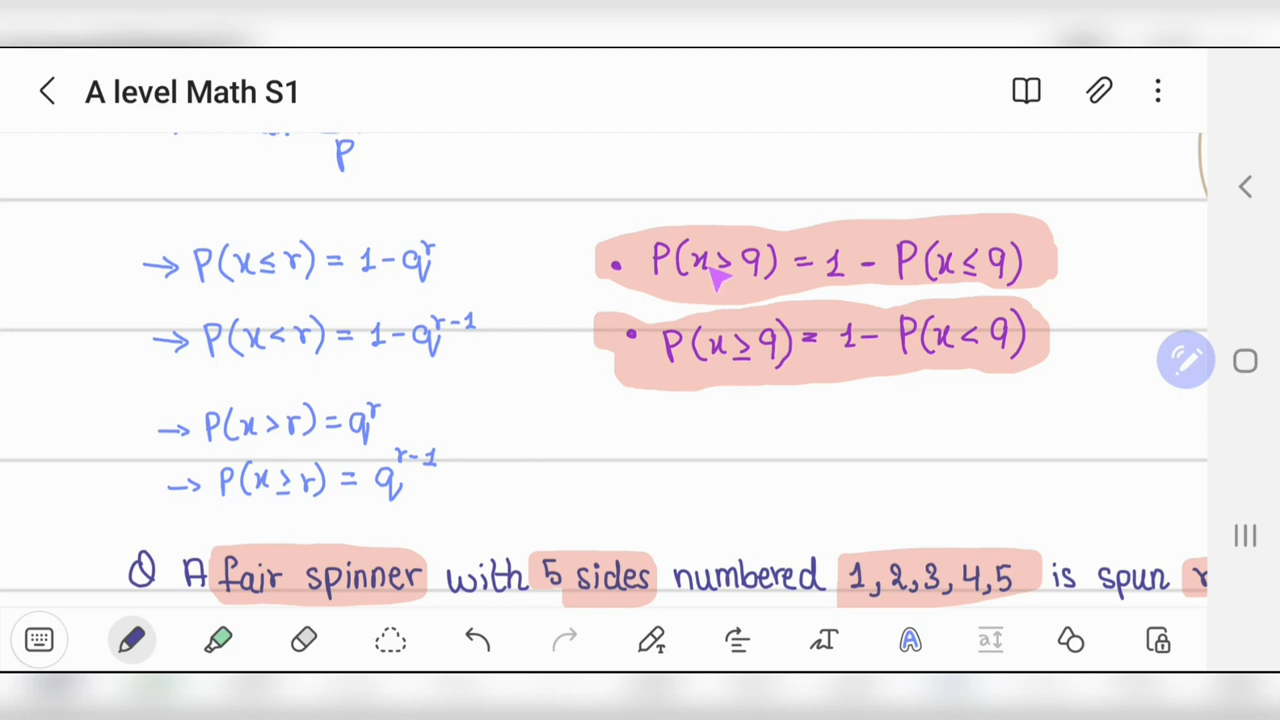 A level Math S1
P
→ P(x ≤ r) = 1 - q^r
→ P(x < r) = 1 - q^{r-1}
→ P(x > r) = q^r
→ P(x ≥ r) = q^{r-1}
• P(x > 9) = 1 - P(x ≤ 9)
• P(x ≥ 9) = 1 - P(x < 9)
Q A fair spinner with 5 sides numbered 1,2,3,4,5 is spun